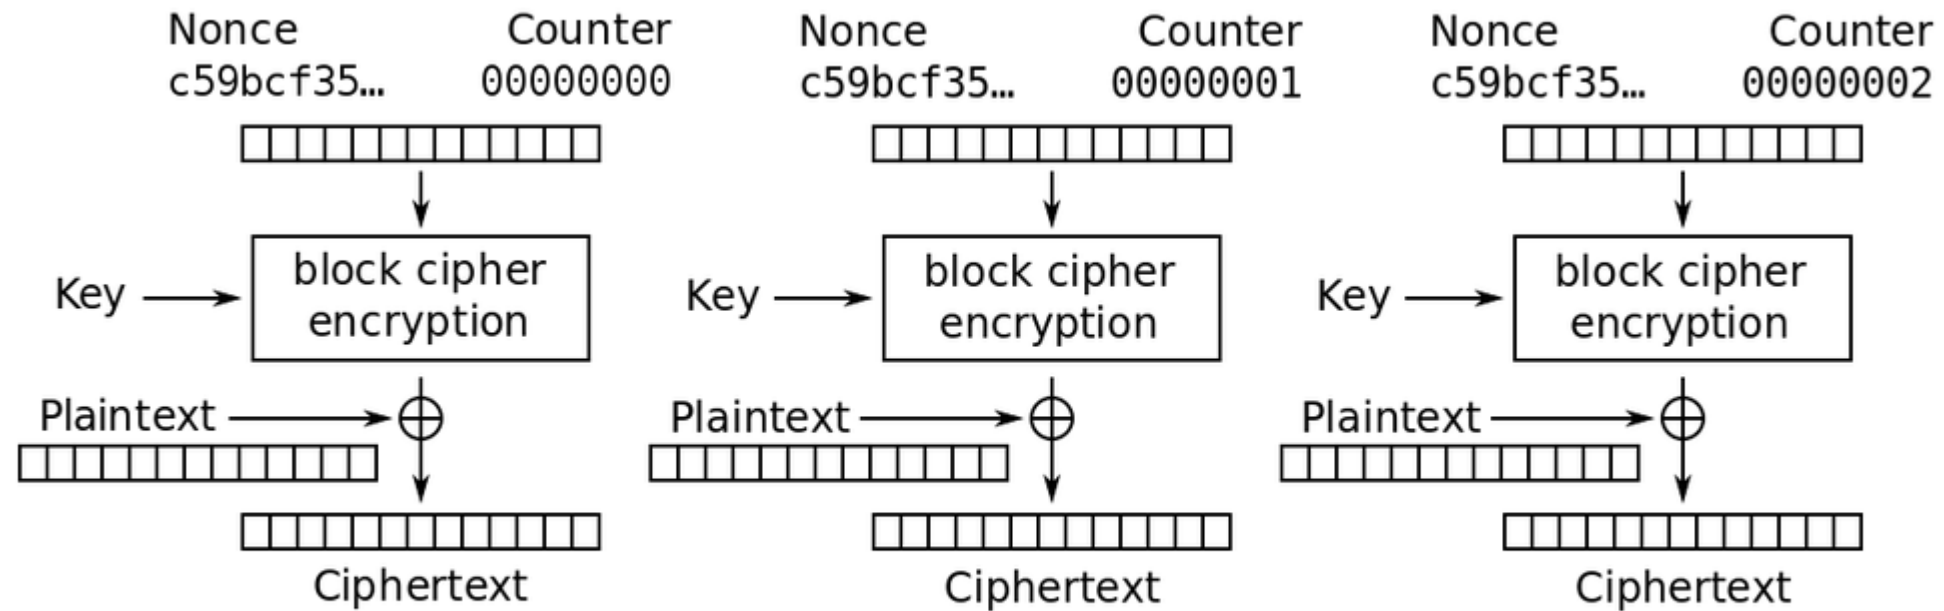 Nonce Counter Nonce Counter Nonce Counter
c59bcf35… 00000000 c59bcf35… 00000001 c59bcf35… 00000002
block cipher block cipher block cipher
Key encryption Key encryption Key encryption
Plaintext Plaintext Plaintext
Ciphertext Ciphertext Ciphertext